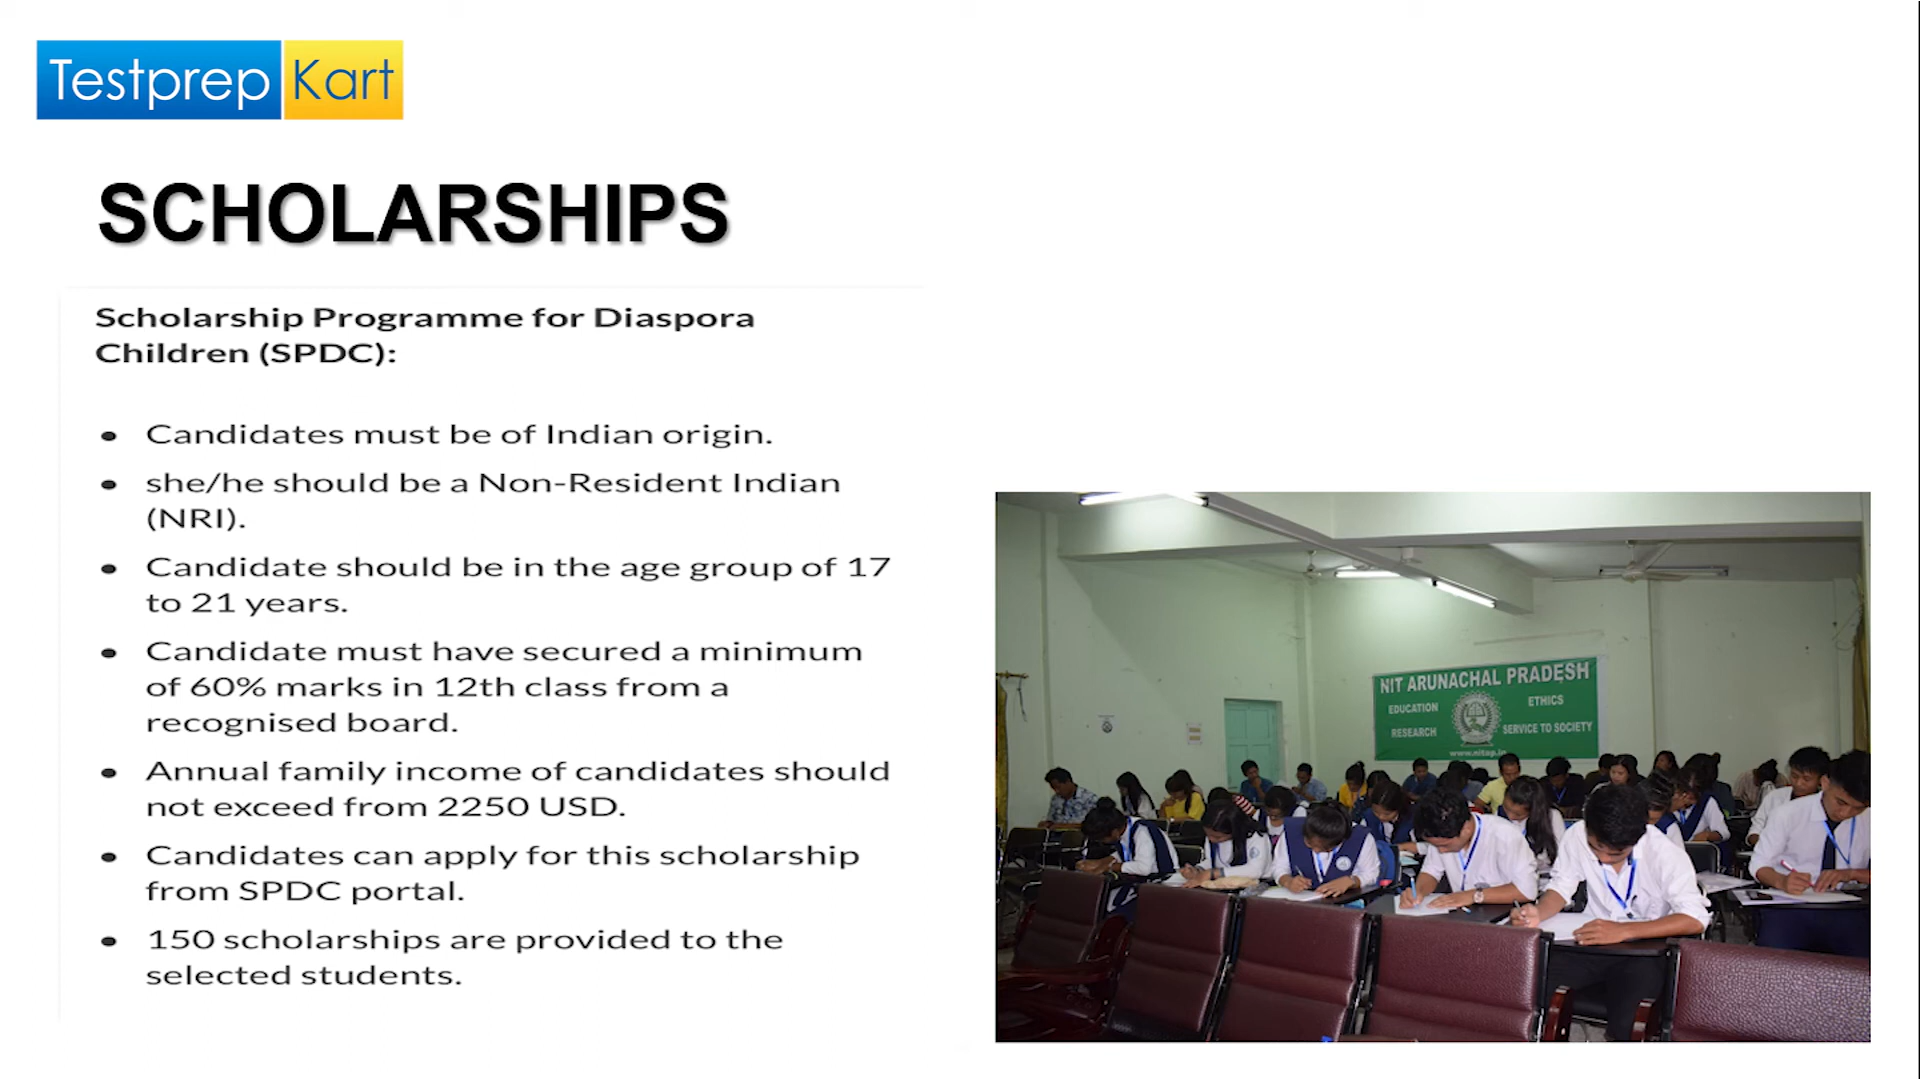 Testprep Kart
SCHOLARSHIPS
Scholarship Programme for Diaspora
Children (SPDC):
● Candidates must be of Indian origin.
● she/he should be a Non-Resident Indian
(NRI).
● Candidate should be in the age group of 17
to 21 years.
● Candidate must have secured a minimum
of 60% marks in 12th class from a
recognised board.
● Annual family income of candidates should
not exceed from 2250 USD.
● Candidates can apply for this scholarship
from SPDC portal.
● 150 scholarships are provided to the
selected students.
NIT ARUNACHAL PRADESH
EDUCATION ETHICS
RESEARCH SERVICE TO SOCIETY
www.nitap.in